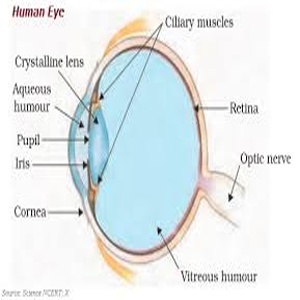 Human Eye
Ciliary muscles
Crystalline lens
Aqueous
humour
Pupil
Iris
Cornea
Retina
Optic nerve
Vitreous humour
Source: Science NCERT: X